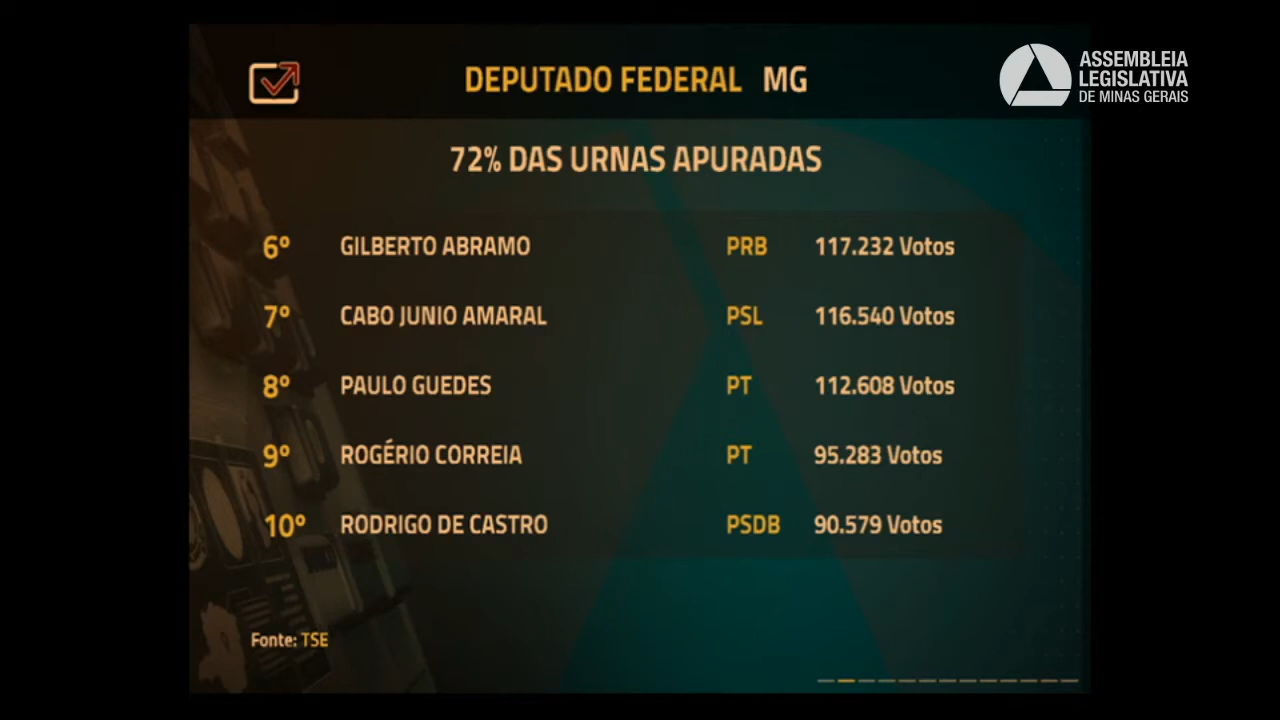 DEPUTADO FEDERAL MG
ASSEMBLEIA
LEGISLATIVA
DE MINAS GERAIS
72% DAS URNAS APURADAS
6º GILBERTO ABRAMO PRB 117.232 Votos
7º CABO JUNIO AMARAL PSL 116.540 Votos
8º PAULO GUEDES PT 112.608 Votos
9º ROGÉRIO CORREIA PT 95.283 Votos
10º RODRIGO DE CASTRO PSDB 90.579 Votos
Fonte: TSE